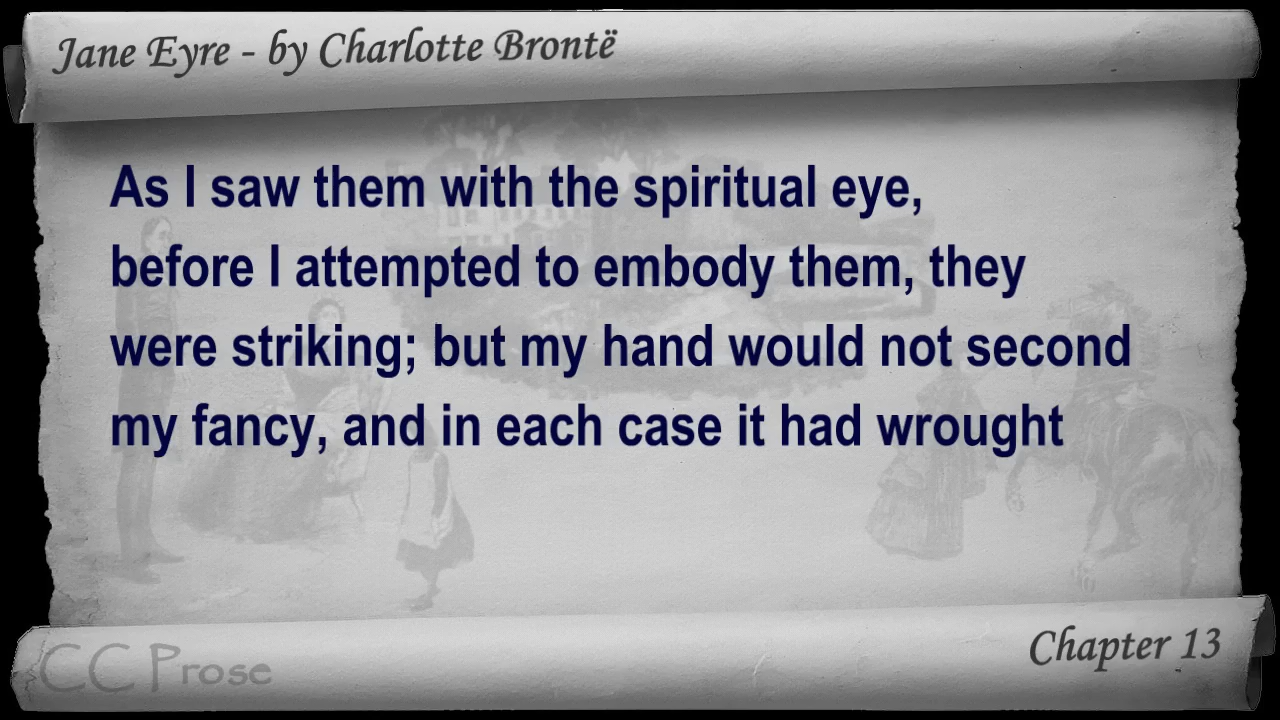 Jane Eyre - by Charlotte Brontë
As I saw them with the spiritual eye,
before I attempted to embody them, they
were striking; but my hand would not second
my fancy, and in each case it had wrought
CC Prose
Chapter 13